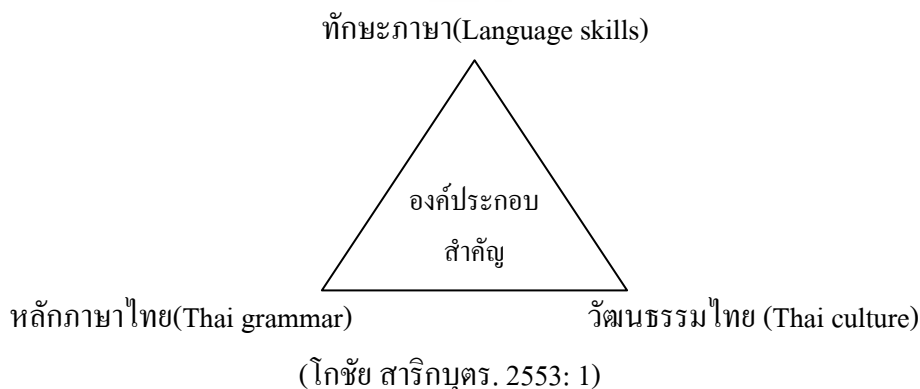 ทักษะภาษา(Language skills)
องค์ประกอบ
สำคัญ
หลักภาษาไทย(Thai grammar)
วัฒนธรรมไทย (Thai culture)
(โกชัย สาริกบุตร. 2553: 1)